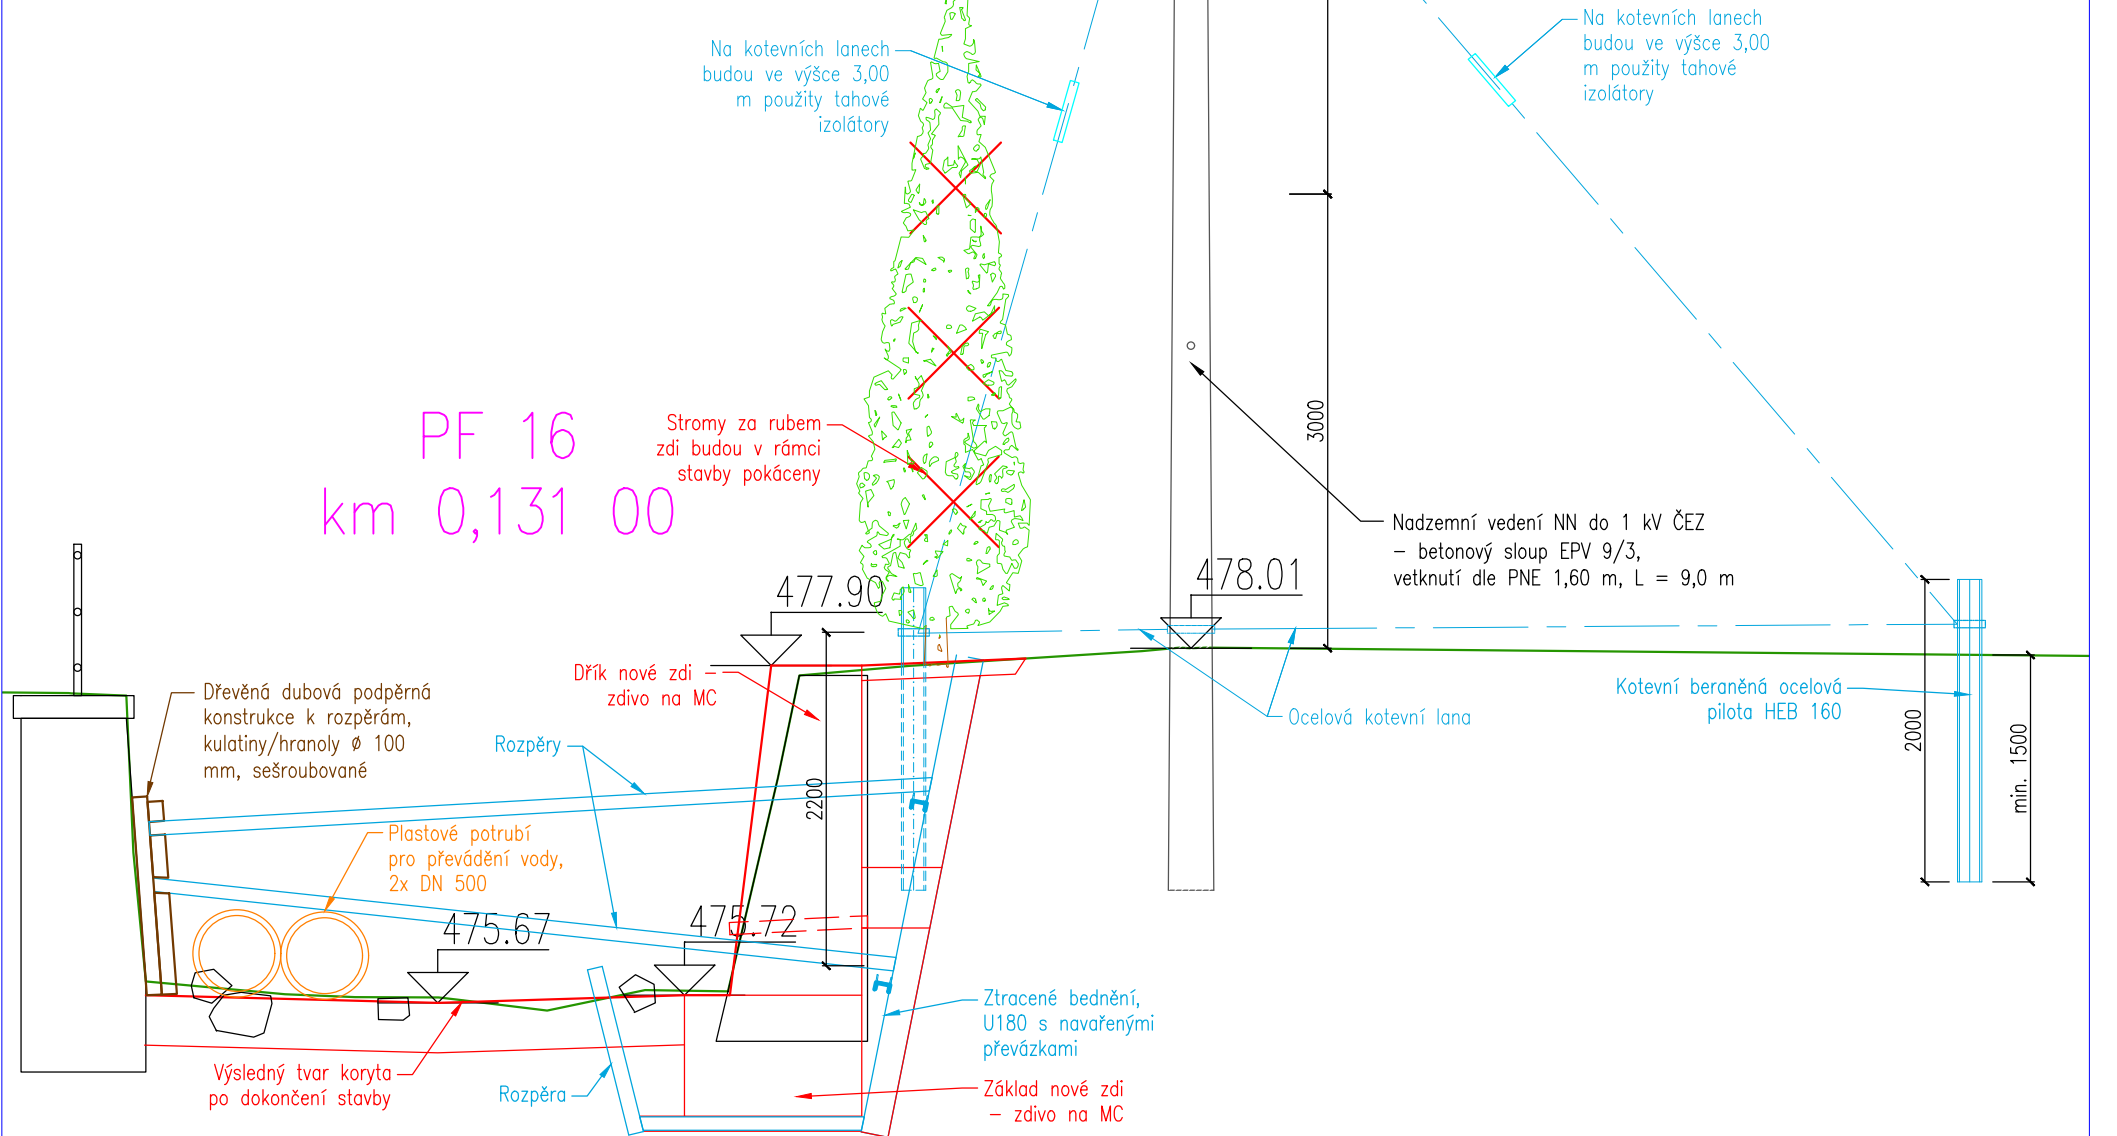 Na kotevních lanech
budou ve výšce 3,00
m použity tahové
izolátory
Na kotevních lanech
budou ve výšce 3,00
m použity tahové
izolátory
PF 16
km 0,131 00
Stromy za rubem
zdi budou v rámci
stavby pokáceny
3000
Nadzemní vedení NN do 1 kV ČEZ
– betonový sloup EPV 9/3,
vetknutí dle PNE 1,60 m, L = 9,0 m
477.90
478.01
Dřík nové zdi –
zdivo na MC
Dřevěná dubová podpěrná
konstrukce k rozpěrám,
kulatiny/hranoly ø 100
mm, sešroubované
Rozpěry
Ocelová kotevní lana
Kotevní beraněná ocelová
pilota HEB 160
2000
min. 1500
2200
Plastové potrubí
pro převádění vody,
2x DN 500
475.67
475.72
Ztracené bednění,
U180 s navařenými
převázkami
Výsledný tvar koryta
po dokončení stavby
Rozpěra
Základ nové zdi
– zdivo na MC